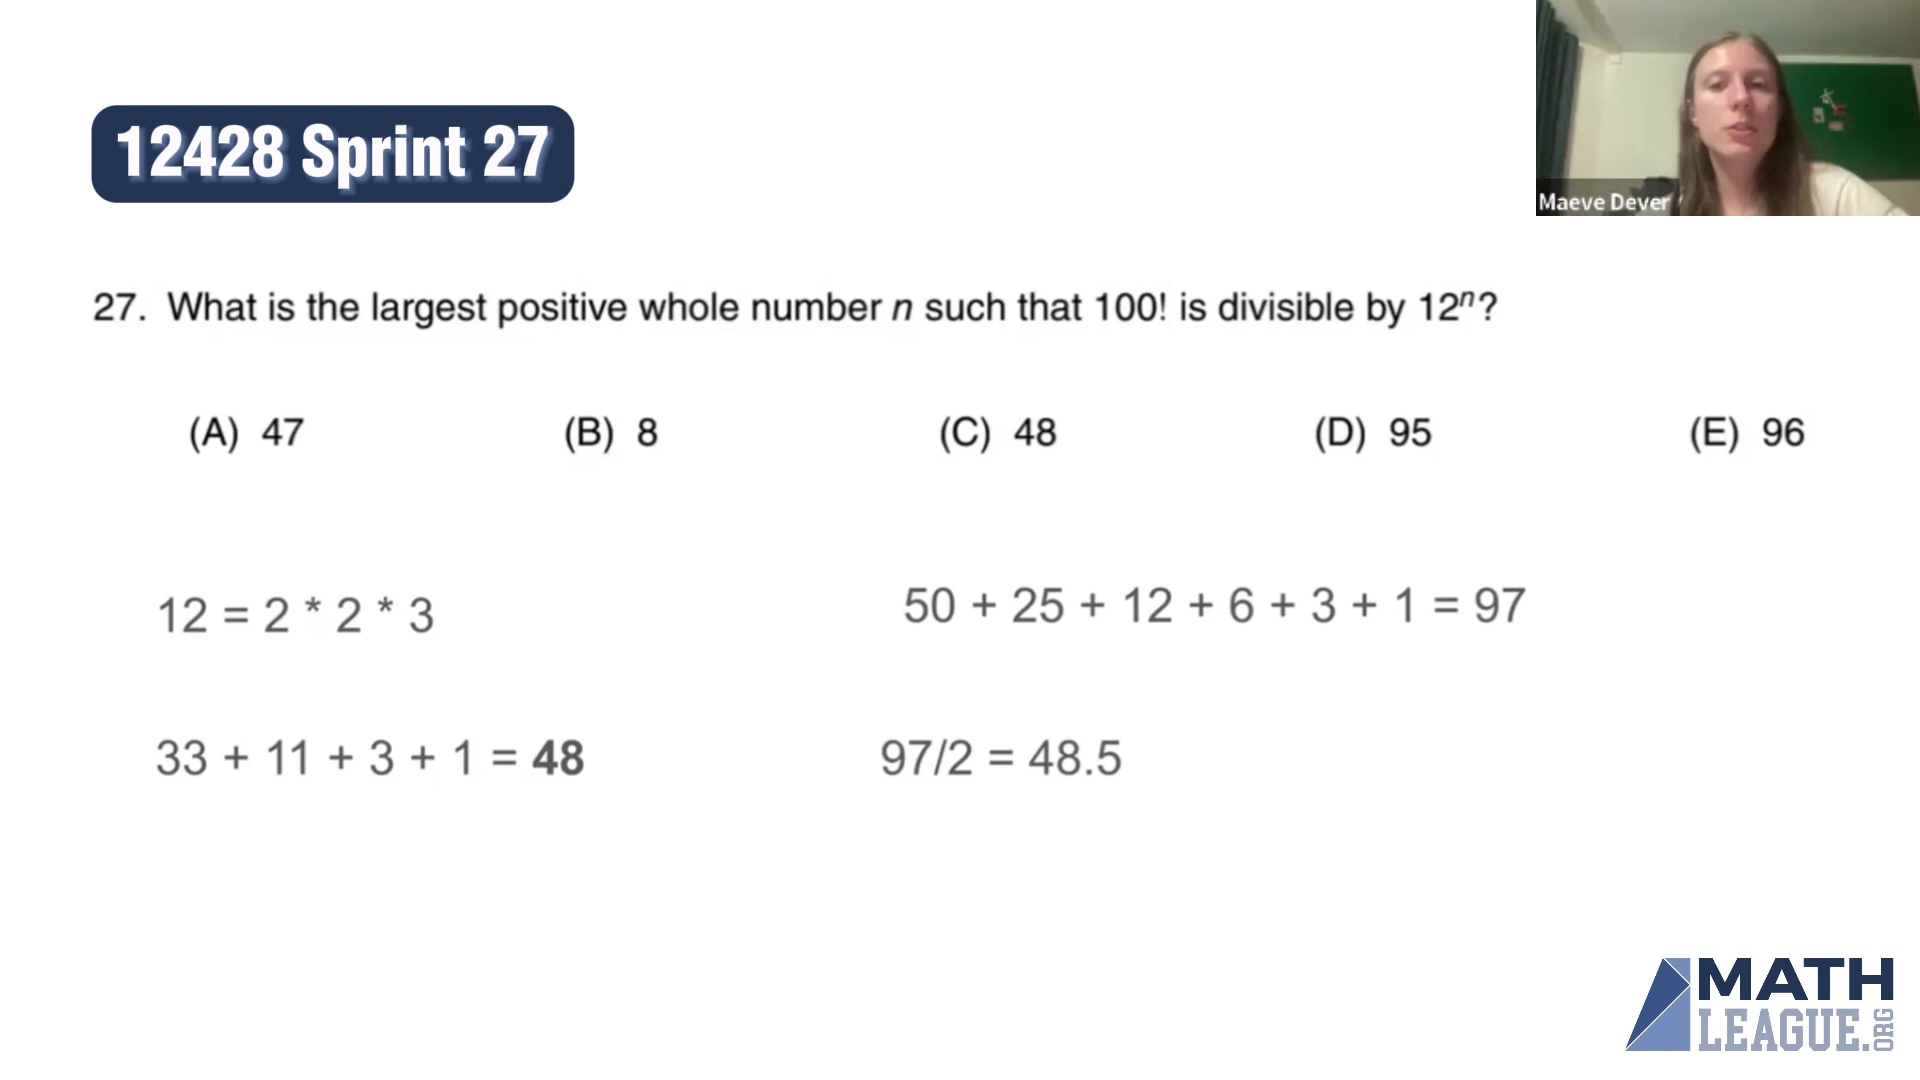 12428 Sprint 27
Maeve Dever
27. What is the largest positive whole number n such that 100! is divisible by 12ⁿ?
(A) 47 (B) 8 (C) 48 (D) 95 (E) 96
12 = 2 * 2 * 3
50 + 25 + 12 + 6 + 3 + 1 = 97
33 + 11 + 3 + 1 = 48
97/2 = 48.5
MATH
LEAGUE.ORG